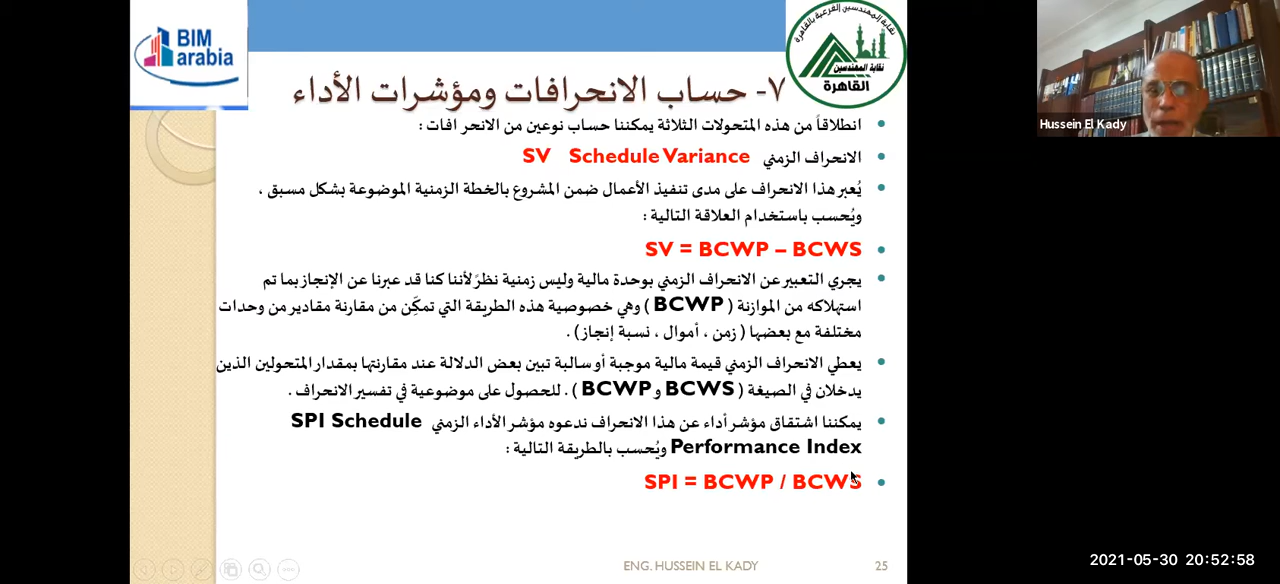 BIM
arabia
نقابة المهندسين الفرعية بالقاهرة
نقابة المهندسين
القاهرة
٧- حساب الانحرافات ومؤشرات الأداء
انطلاقاً من هذه المتحولات الثلاثة يمكننا حساب نوعين من الانحر افات :
الانحراف الزمني SV Schedule Variance
يُعبر هذا الانحراف على مدى تنفيذ الأعمال ضمن المشروع بالخطة الزمنية الموضوعة بشكل مسبق ،
ويُحسب باستخدام العلاقة التالية :
SV = BCWP – BCWS
يجري التعبير عن الانحراف الزمني بوحدة مالية وليس زمنية نظرً لأننا كنا قد عبرنا عن الإنجاز بما تم
استهلاكه من الموازنة ( BCWP ) وهي خصوصية هذه الطريقة التي تمكِّن من مقارنة مقادير من وحدات
مختلفة مع بعضها ( زمن ، أموال ، نسبة إنجاز) .
يعطي الانحراف الزمني قيمة مالية موجبة أو سالبة تبين بعض الدلالة عند مقارنتها بمقدار المتحولين الذين
يدخلان في الصيغة ( BCWS و BCWP ) . للحصول على موضوعية في تفسير الانحراف .
يمكننا اشتقاق مؤشر أداء عن هذا الانحراف ندعوه مؤشر الأداء الزمني SPI Schedule
Performance Index ويُحسب بالطريقة التالية :
SPI = BCWP / BCWS
ENG. HUSSEIN EL KADY
25
Hussein El Kady
2021-05-30 20:52:58